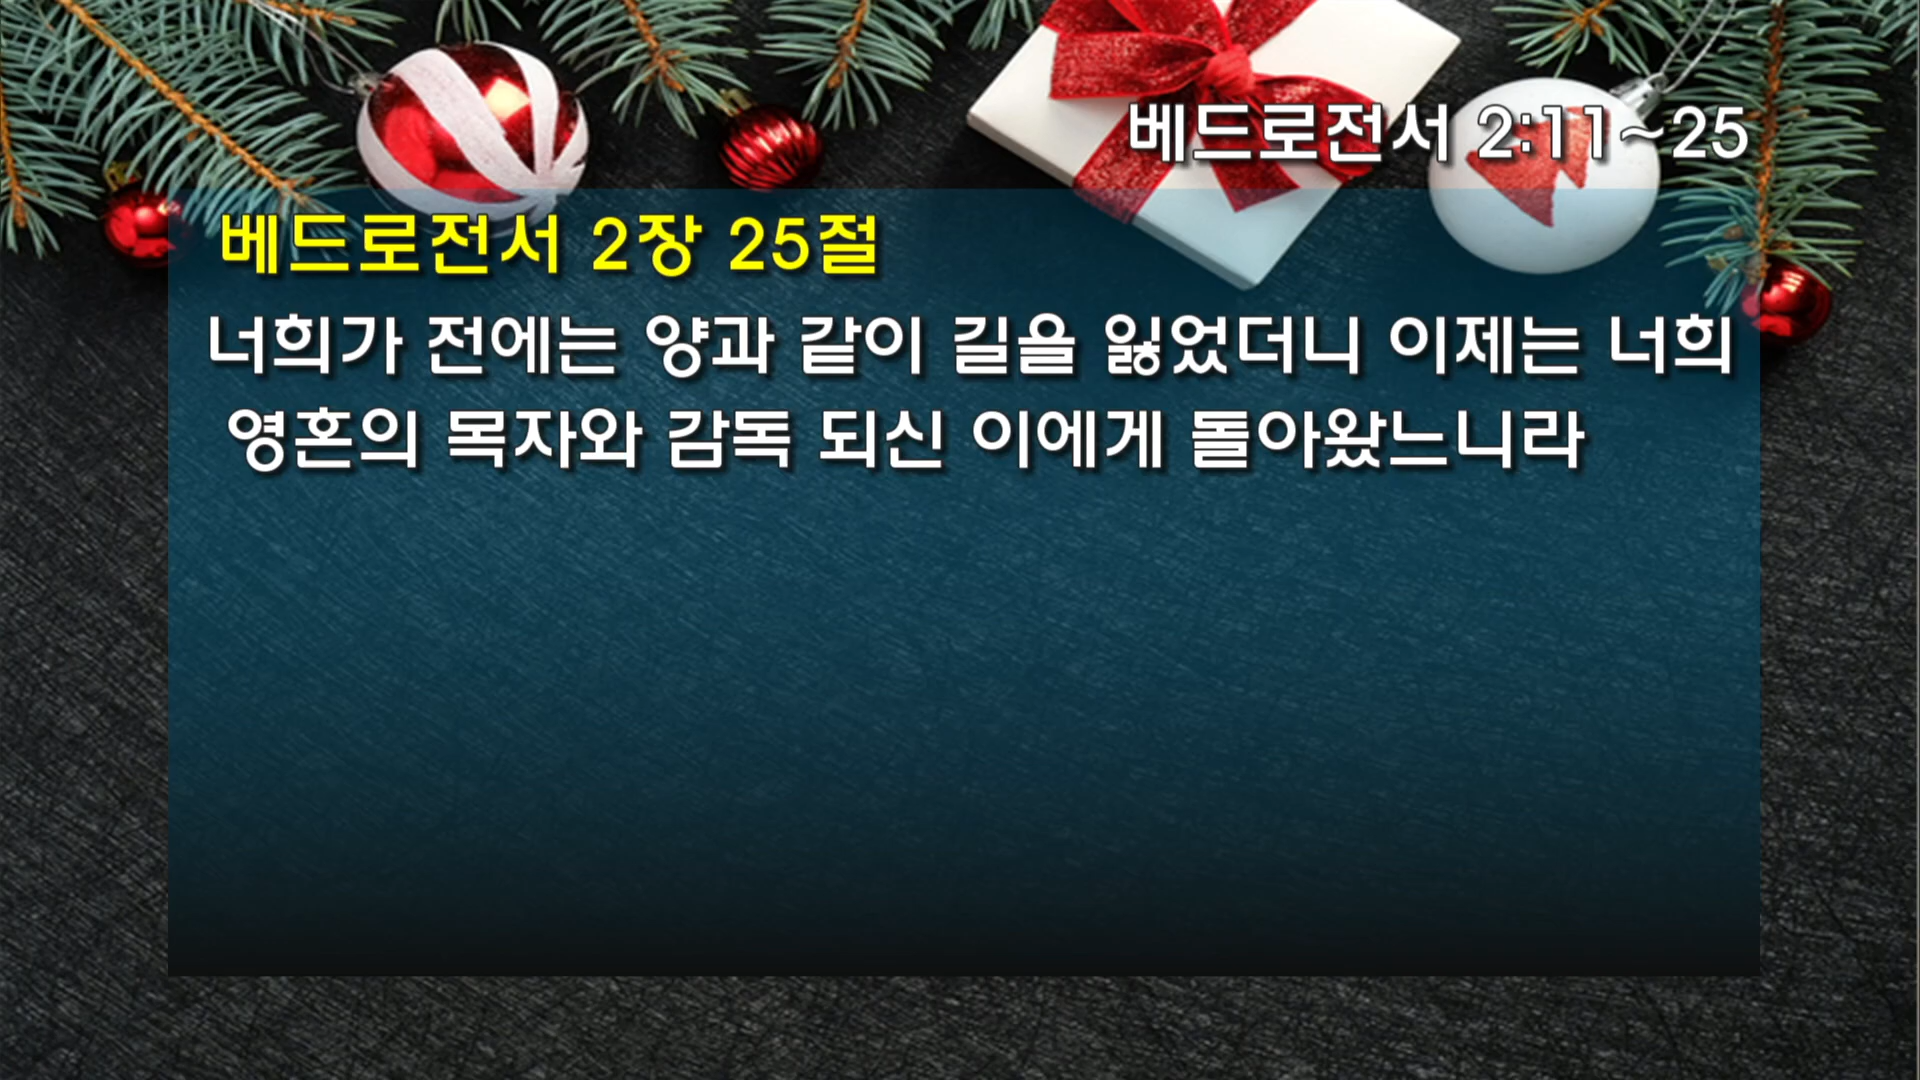 베드로전서 2:11~25
베드로전서 2장 25절
너희가 전에는 양과 같이 길을 잃었더니 이제는 너희
영혼의 목자와 감독 되신 이에게 돌아왔느니라